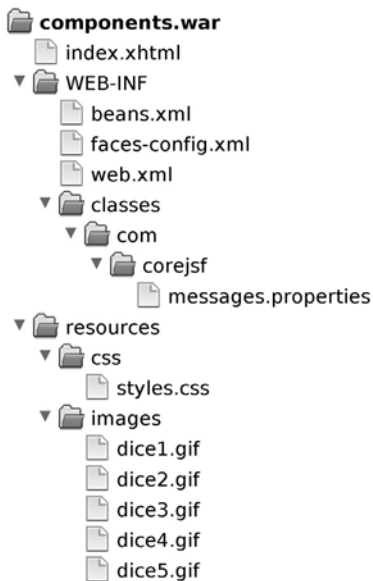 components.war
index.xhtml
WEB-INF
beans.xml
faces-config.xml
web.xml
classes
com
corejsf
messages.properties
resources
css
styles.css
images
dice1.gif
dice2.gif
dice3.gif
dice4.gif
dice5.gif